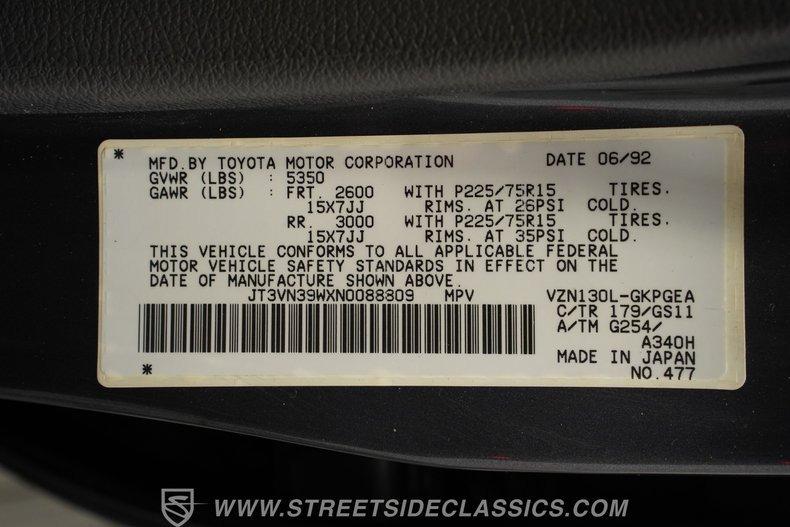 * MFD. BY TOYOTA MOTOR CORPORATION DATE 06/92
GVWR (LBS) : 5350
GAWR (LBS) : FRT. 2600 WITH P225/75R15 TIRES.
15X7JJ RIMS. AT 26PSI COLD.
RR. 3000 WITH P225/75R15 TIRES.
15X7JJ RIMS. AT 35PSI COLD.
THIS VEHICLE CONFORMS TO ALL APPLICABLE FEDERAL
MOTOR VEHICLE SAFETY STANDARDS IN EFFECT ON THE
DATE OF MANUFACTURE SHOWN ABOVE.
JT3VN39WXN0088809 MPV VZN130L-GKPGEA
C/TR 179/GS11
A/TM G254/
A340H
MADE IN JAPAN
* NO.477
WWW.STREETSIDECLASSICS.COM